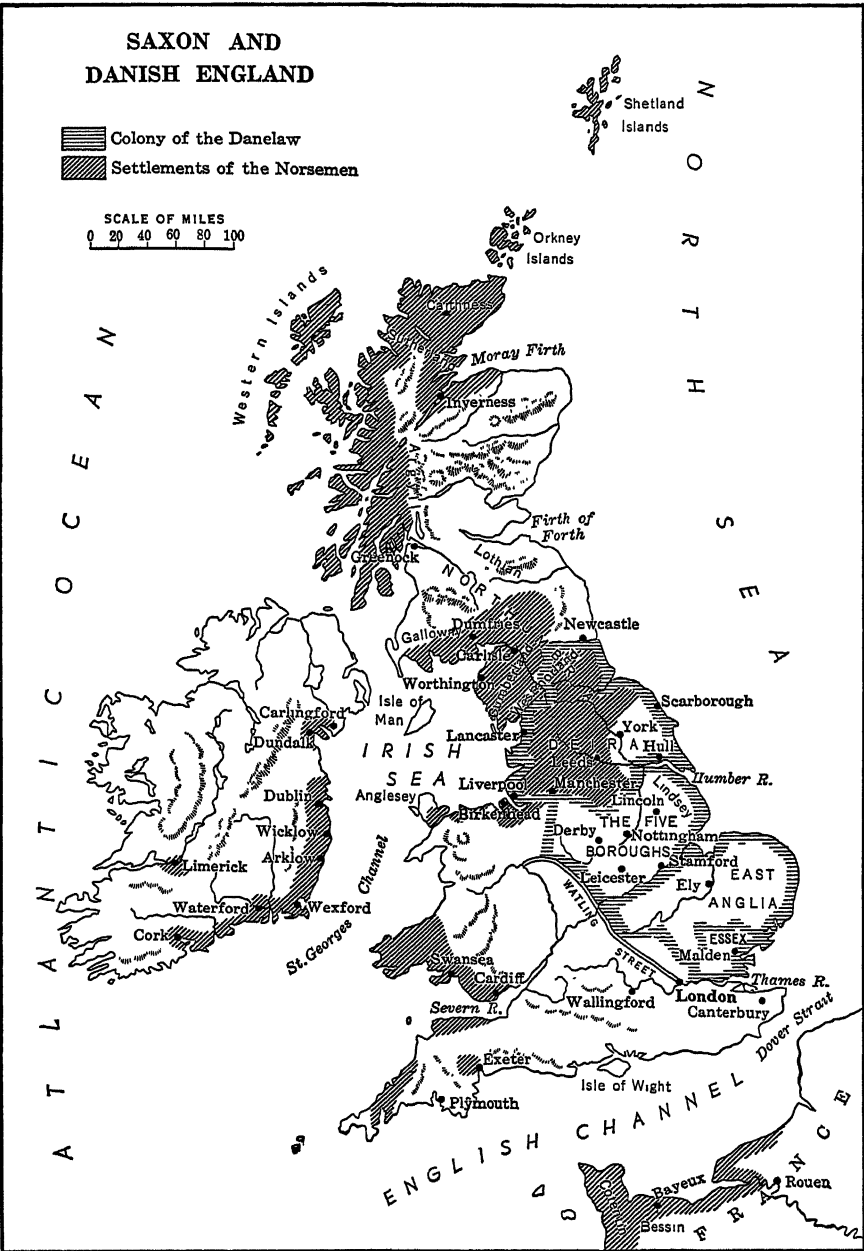 SAXON AND
DANISH ENGLAND
Colony of the Danelaw
Settlements of the Norsemen
SCALE OF MILES
0 20 40 60 80 100
Shetland
Islands
Orkney
Islands
NORTH SEA
ATLANTIC OCEAN
Western Islands
Caithness
Moray Firth
Inverness
Firth of
Forth
Greenock
Lothian
Galloway
Dumfries
Newcastle
Carlisle
Worthington
Isle of
Man
Scarborough
Carlingford
Dundalk
Lancaster
York
DEIRA
Hull
Leeds
IRISH
SEA
Humber R.
Liverpool
Manchester
Lindsey
Dublin
Anglesey
Birkenhead
Lincoln
THE FIVE
Wicklow
Derby
Nottingham
BOROUGHS
Arklow
Stamford
Limerick
Leicester
Ely
EAST
ANGLIA
Waterford
Wexford
WATLING
STREET
Cork
St. Georges Channel
ESSEX
Malden
Swansea
Cardiff
Thames R.
London
Wallingford
Canterbury
Severn R.
Dover Strait
Exeter
Isle of Wight
Plymouth
ENGLISH CHANNEL
FRANCE
Bayeux
Rouen
Bessin